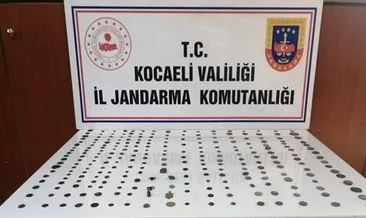 T.C.
KOCAELİ VALİLİĞİ
İL JANDARMA KOMUTANLIĞI